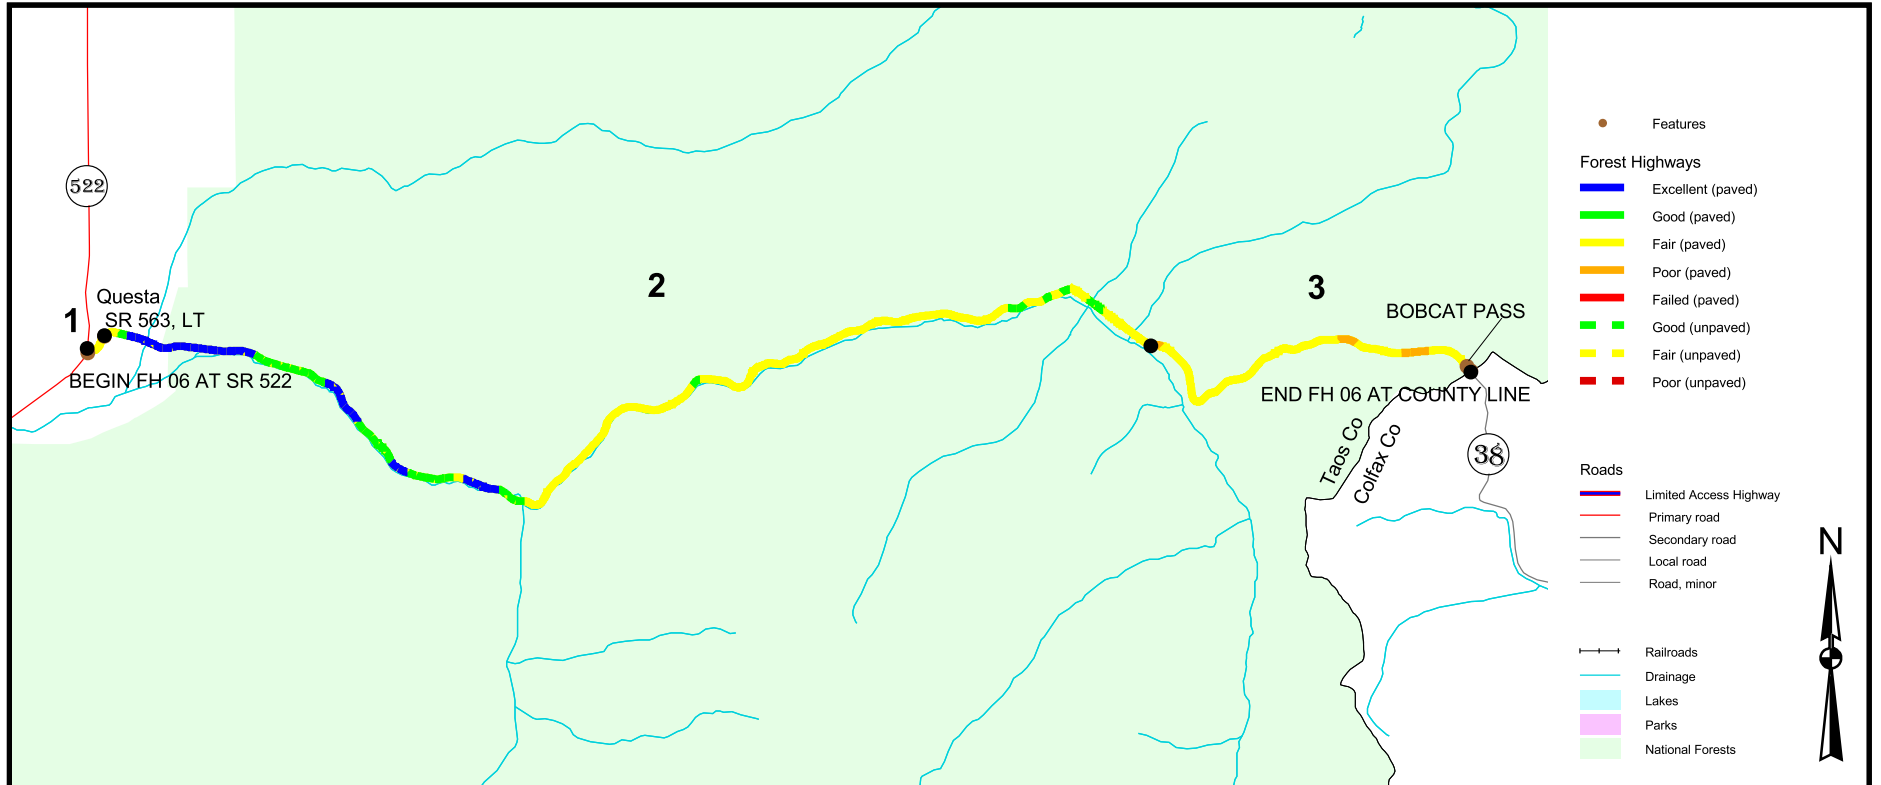 522
1
Questa
SR 563, LT
BEGIN FH 06 AT SR 522
2
3
BOBCAT PASS
END FH 06 AT COUNTY LINE
Taos Co
Colfax Co
38
Features
Forest Highways
Excellent (paved)
Good (paved)
Fair (paved)
Poor (paved)
Failed (paved)
Good (unpaved)
Fair (unpaved)
Poor (unpaved)
Roads
Limited Access Highway
Primary road
Secondary road
Local road
Road, minor
Railroads
Drainage
Lakes
Parks
National Forests
N